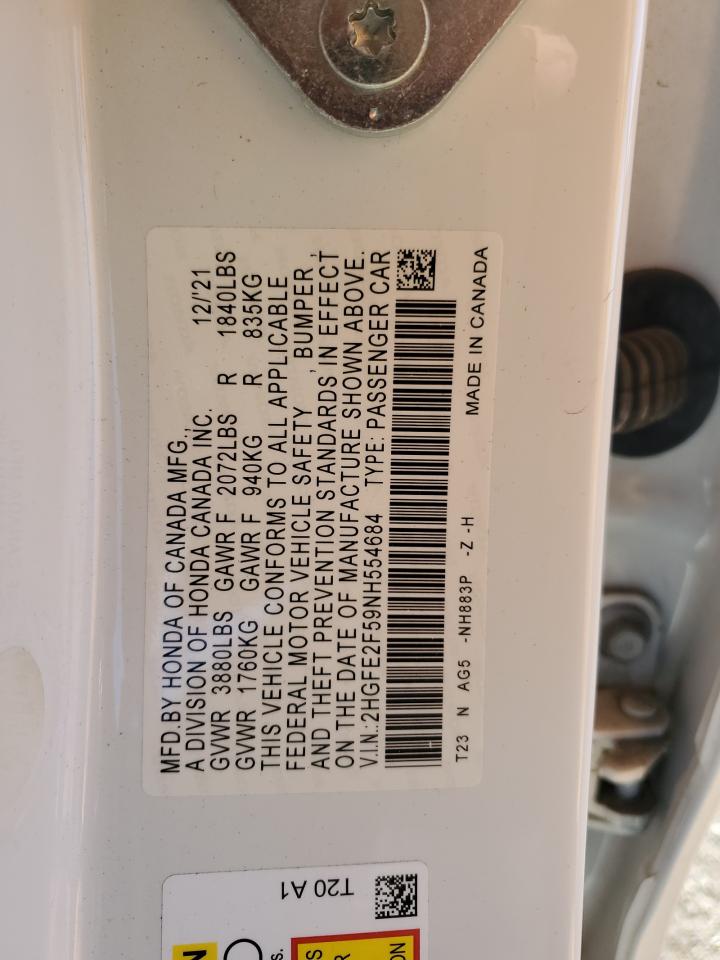 MFD.BY HONDA OF CANADA MFG.,
A DIVISION OF HONDA CANADA INC. 12/'21
GVWR 3880LBS GAWR F 2072LBS R 1840LBS
GVWR 1760KG GAWR F 940KG R 835KG
THIS VEHICLE CONFORMS TO ALL APPLICABLE
FEDERAL MOTOR VEHICLE SAFETY , BUMPER ,
AND THEFT PREVENTION STANDARDS IN EFFECT
ON THE DATE OF MANUFACTURE SHOWN ABOVE.
V.I.N.:2HGFE2F59NH554684 TYPE: PASSENGER CAR
MADE IN CANADA
T23 N AG5 -NH883P -Z -H
T20 A1